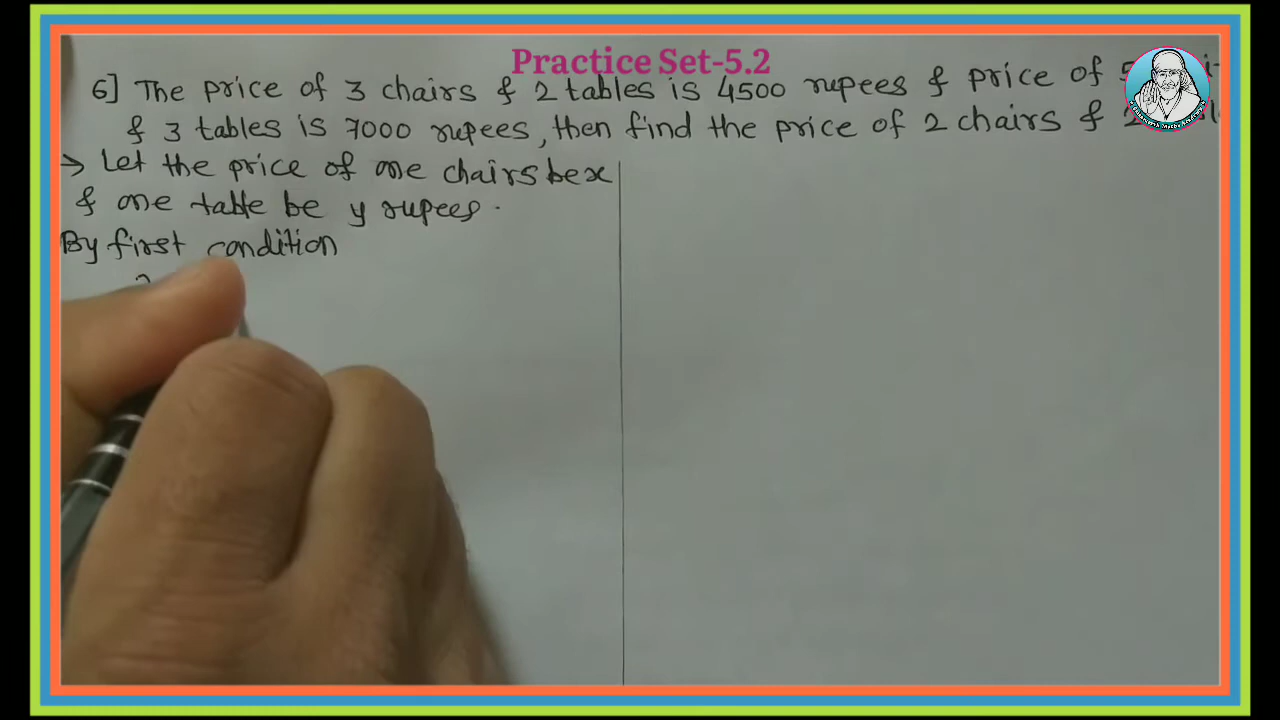 Practice Set-5.2
6] The price of 3 chairs & 2 tables is 4500 rupees & price of 5
& 3 tables is 7000 rupees, then find the price of 2 chairs & 2
→ Let the price of one chairs be x
& one table be y rupees.
By first condition